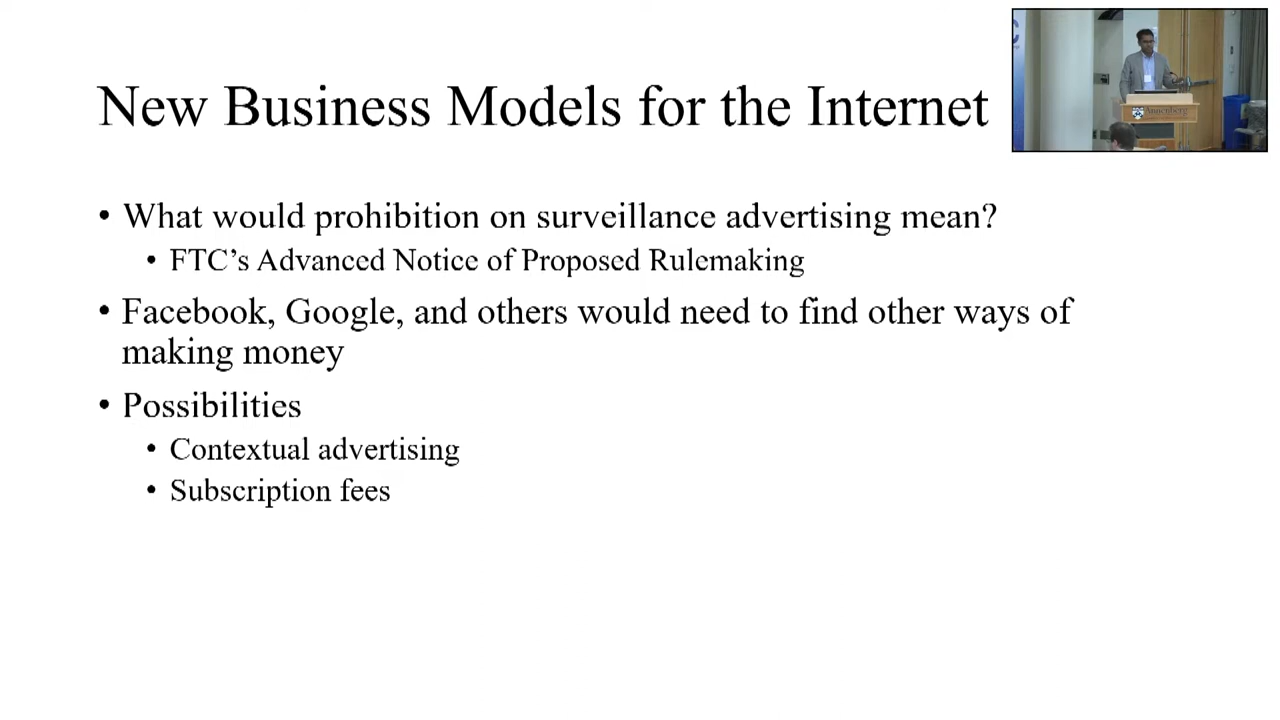 New Business Models for the Internet
• What would prohibition on surveillance advertising mean?
• FTC's Advanced Notice of Proposed Rulemaking
• Facebook, Google, and others would need to find other ways of
making money
• Possibilities
• Contextual advertising
• Subscription fees
Annenberg